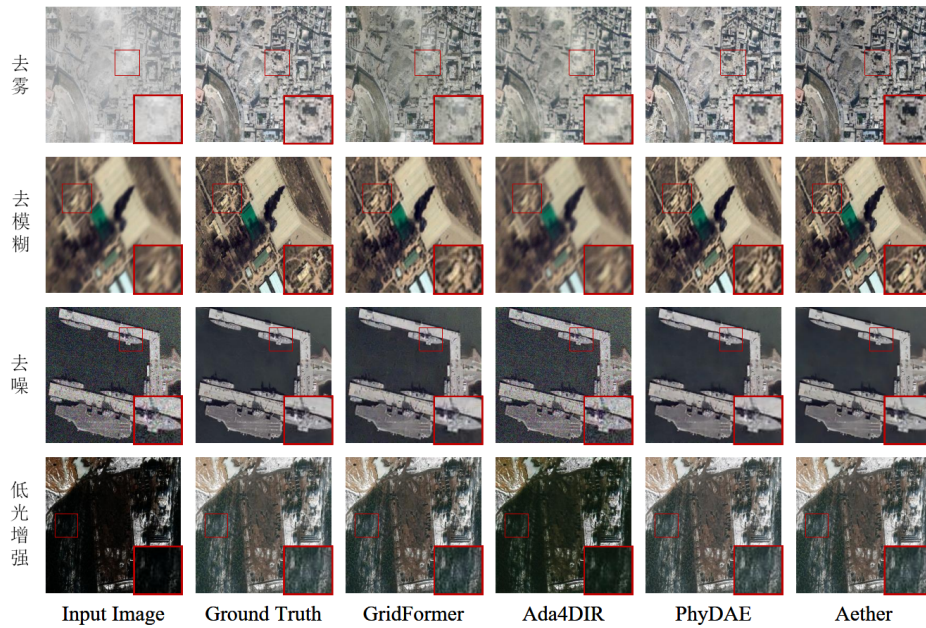 去雾
去模糊
去噪
低光增强
Input Image Ground Truth GridFormer Ada4DIR PhyDAE Aether